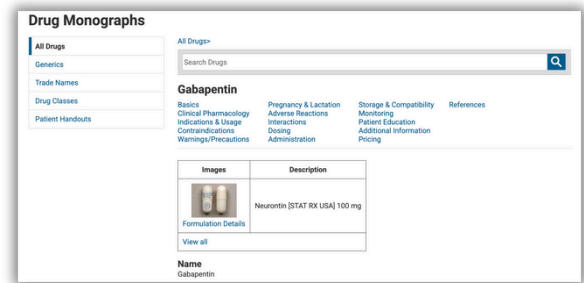 Drug Monographs
All Drugs
Generics
Trade Names
Drug Classes
Patient Handouts
All Drugs>
Search Drugs
Gabapentin
Basics
Clinical Pharmacology
Indications & Usage
Contraindications
Warnings/Precautions
Pregnancy & Lactation
Adverse Reactions
Interactions
Dosing
Administration
Storage & Compatibility
Monitoring
Patient Education
Additional Information
Pricing
References
Images Description
Neurontin [STAT RX USA] 100 mg
Formulation Details
View all
Name
Gabapentin